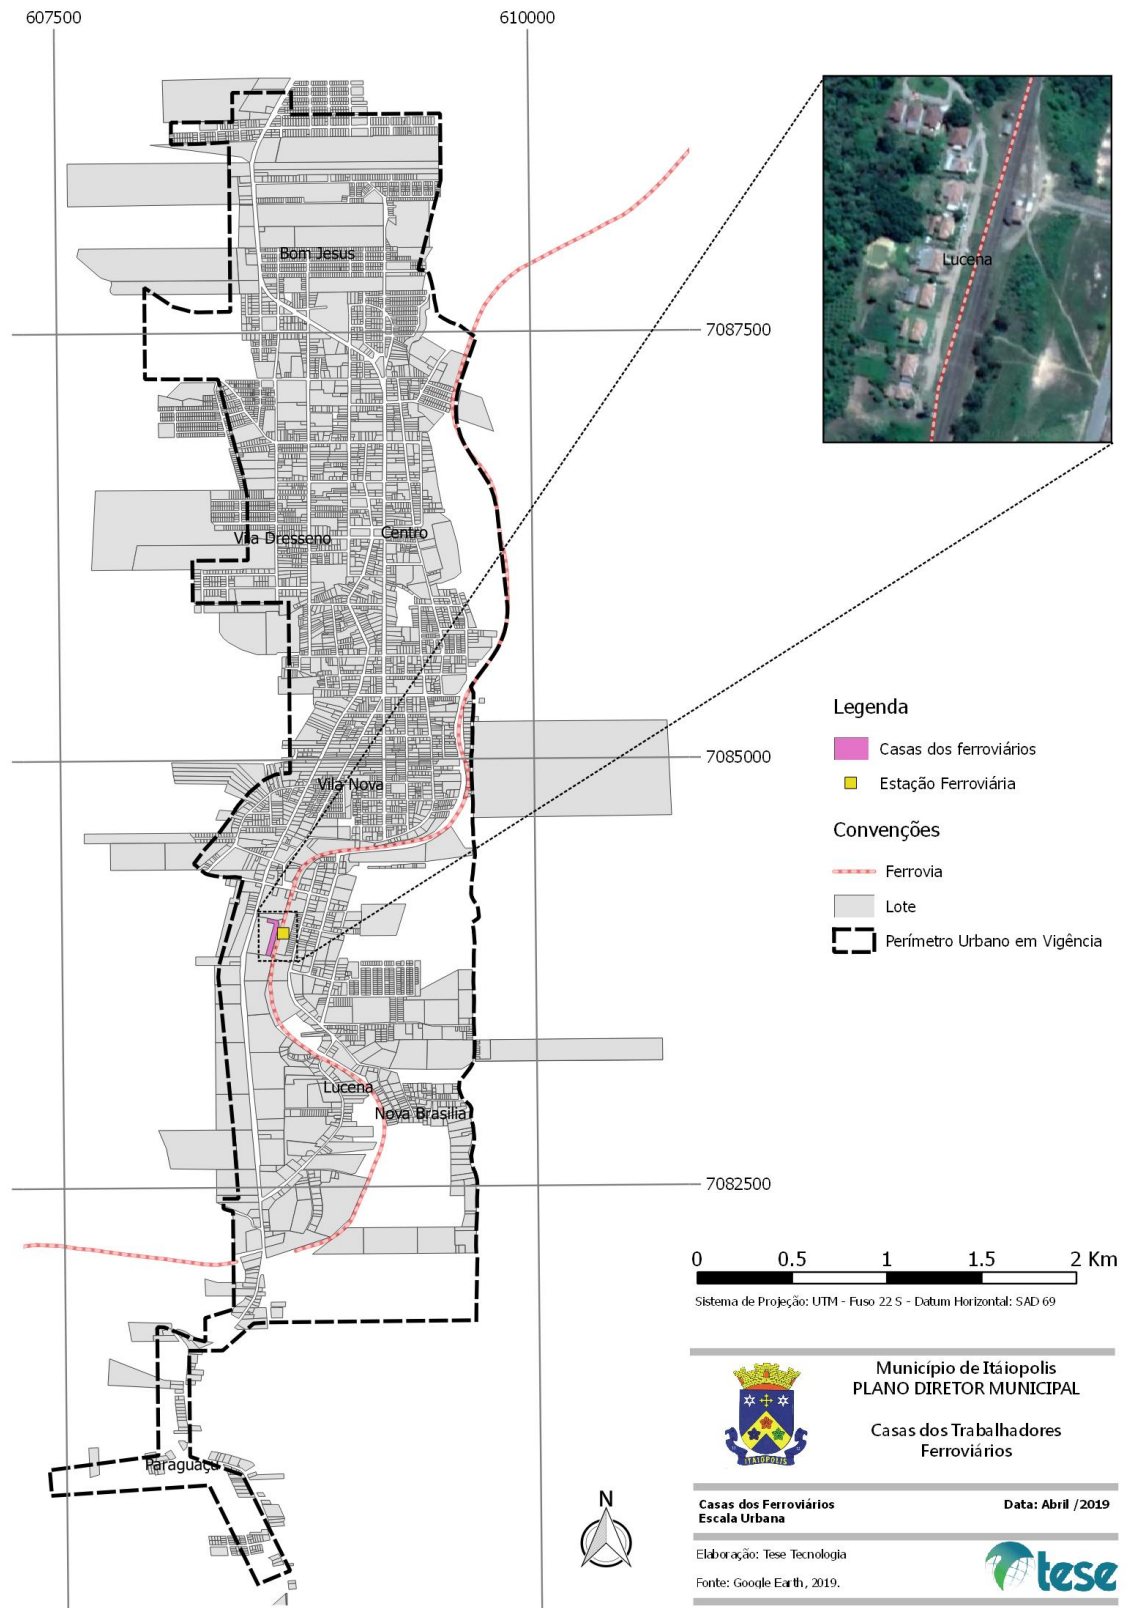 607500
610000
Lucena
Bom Jesus
7087500
Vila Dresseno
Centro
Legenda
Casas dos ferroviários
Estação Ferroviária
7085000
Vila Nova
Convenções
Ferrovia
Lote
Perímetro Urbano em Vigência
Lucena
Nova Brasilia
7082500
0 0.5 1 1.5 2 Km
Sistema de Projeção: UTM - Fuso 22 S - Datum Horizontal: SAD 69
Município de Itáiopolis
PLANO DIRETOR MUNICIPAL
Casas dos Trabalhadores
Ferroviários
ITAIOPOLIS
Paraguaçu
N
Casas dos Ferroviários
Escala Urbana
Data: Abril /2019
Elaboração: Tese Tecnologia
Fonte: Google Earth, 2019.
tese